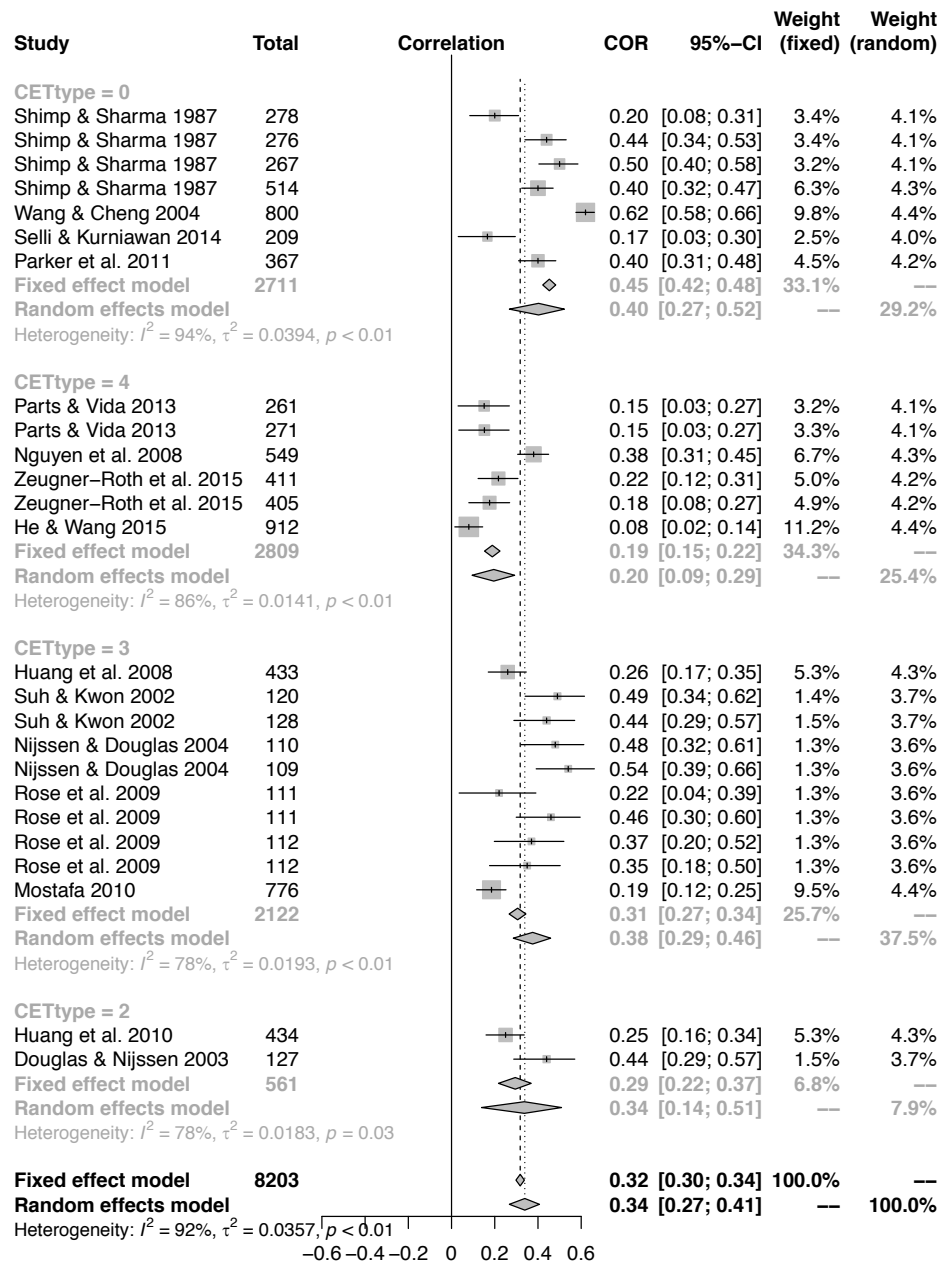 Weight Weight
Study Total Correlation COR 95%−CI (fixed) (random)
CETtype = 0
Shimp & Sharma 1987 278 0.20 [0.08; 0.31] 3.4% 4.1%
Shimp & Sharma 1987 276 0.44 [0.34; 0.53] 3.4% 4.1%
Shimp & Sharma 1987 267 0.50 [0.40; 0.58] 3.2% 4.1%
Shimp & Sharma 1987 514 0.40 [0.32; 0.47] 6.3% 4.3%
Wang & Cheng 2004 800 0.62 [0.58; 0.66] 9.8% 4.4%
Selli & Kurniawan 2014 209 0.17 [0.03; 0.30] 2.5% 4.0%
Parker et al. 2011 367 0.40 [0.31; 0.48] 4.5% 4.2%
Fixed effect model 2711 0.45 [0.42; 0.48] 33.1% −−
Random effects model 0.40 [0.27; 0.52] −− 29.2%
Heterogeneity: I² = 94%, τ² = 0.0394, p < 0.01
CETtype = 4
Parts & Vida 2013 261 0.15 [0.03; 0.27] 3.2% 4.1%
Parts & Vida 2013 271 0.15 [0.03; 0.27] 3.3% 4.1%
Nguyen et al. 2008 549 0.38 [0.31; 0.45] 6.7% 4.3%
Zeugner−Roth et al. 2015 411 0.22 [0.12; 0.31] 5.0% 4.2%
Zeugner−Roth et al. 2015 405 0.18 [0.08; 0.27] 4.9% 4.2%
He & Wang 2015 912 0.08 [0.02; 0.14] 11.2% 4.4%
Fixed effect model 2809 0.19 [0.15; 0.22] 34.3% −−
Random effects model 0.20 [0.09; 0.29] −− 25.4%
Heterogeneity: I² = 86%, τ² = 0.0141, p < 0.01
CETtype = 3
Huang et al. 2008 433 0.26 [0.17; 0.35] 5.3% 4.3%
Suh & Kwon 2002 120 0.49 [0.34; 0.62] 1.4% 3.7%
Suh & Kwon 2002 128 0.44 [0.29; 0.57] 1.5% 3.7%
Nijssen & Douglas 2004 110 0.48 [0.32; 0.61] 1.3% 3.6%
Nijssen & Douglas 2004 109 0.54 [0.39; 0.66] 1.3% 3.6%
Rose et al. 2009 111 0.22 [0.04; 0.39] 1.3% 3.6%
Rose et al. 2009 111 0.46 [0.30; 0.60] 1.3% 3.6%
Rose et al. 2009 112 0.37 [0.20; 0.52] 1.3% 3.6%
Rose et al. 2009 112 0.35 [0.18; 0.50] 1.3% 3.6%
Mostafa 2010 776 0.19 [0.12; 0.25] 9.5% 4.4%
Fixed effect model 2122 0.31 [0.27; 0.34] 25.7% −−
Random effects model 0.38 [0.29; 0.46] −− 37.5%
Heterogeneity: I² = 78%, τ² = 0.0193, p < 0.01
CETtype = 2
Huang et al. 2010 434 0.25 [0.16; 0.34] 5.3% 4.3%
Douglas & Nijssen 2003 127 0.44 [0.29; 0.57] 1.5% 3.7%
Fixed effect model 561 0.29 [0.22; 0.37] 6.8% −−
Random effects model 0.34 [0.14; 0.51] −− 7.9%
Heterogeneity: I² = 78%, τ² = 0.0183, p = 0.03
Fixed effect model 8203 0.32 [0.30; 0.34] 100.0% −−
Random effects model 0.34 [0.27; 0.41] −− 100.0%
Heterogeneity: I² = 92%, τ² = 0.0357, p < 0.01
−0.6 −0.4 −0.2 0 0.2 0.4 0.6